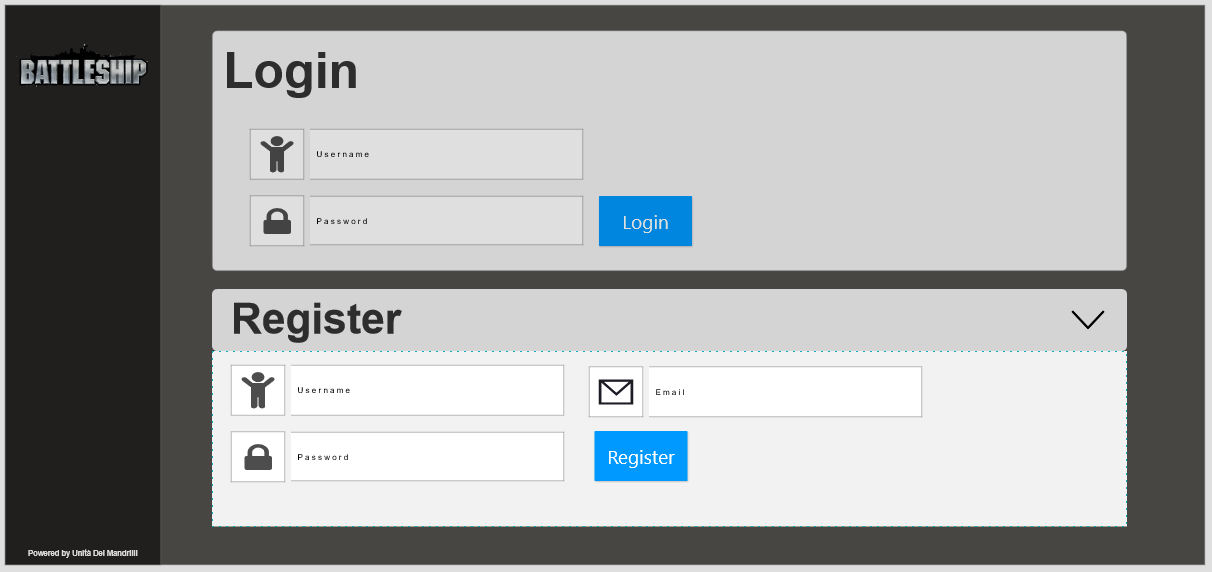 BATTLESHIP
Login
Username
Password
Login
Register
Username
Email
Password
Register
Powered by Unità Dei Mandrilli